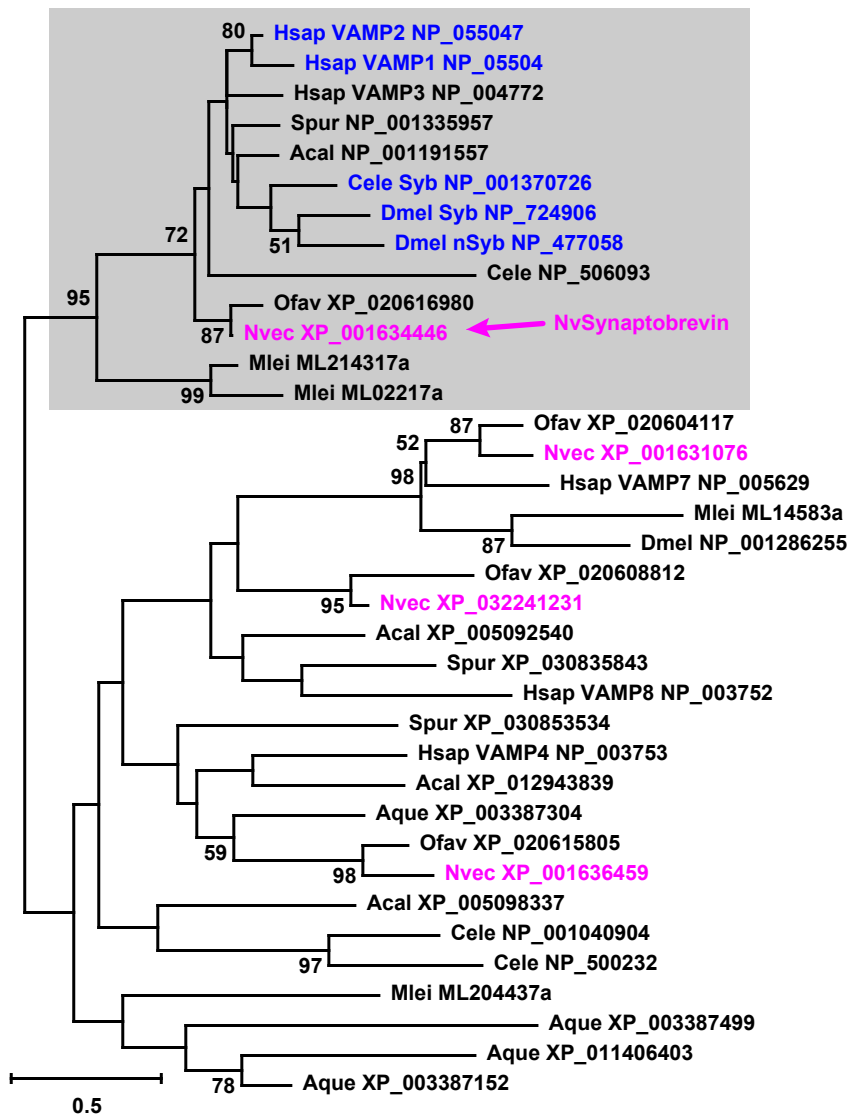 80
Hsap VAMP2 NP_055047
Hsap VAMP1 NP_05504
Hsap VAMP3 NP_004772
Spur NP_001335957
Acal NP_001191557
Cele Syb NP_001370726
Dmel Syb NP_724906
72
51
Dmel nSyb NP_477058
Cele NP_506093
95
Ofav XP_020616980
87
Nvec XP_001634446
NvSynaptobrevin
Mlei ML214317a
99
Mlei ML02217a
87
Ofav XP_020604117
52
Nvec XP_001631076
98
Hsap VAMP7 NP_005629
Mlei ML14583a
87
Dmel NP_001286255
Ofav XP_020608812
95
Nvec XP_032241231
Acal XP_005092540
Spur XP_030835843
Hsap VAMP8 NP_003752
Spur XP_030853534
Hsap VAMP4 NP_003753
Acal XP_012943839
Aque XP_003387304
59
Ofav XP_020615805
98
Nvec XP_001636459
Acal XP_005098337
Cele NP_001040904
97
Cele NP_500232
Mlei ML204437a
Aque XP_003387499
Aque XP_011406403
78
Aque XP_003387152
0.5